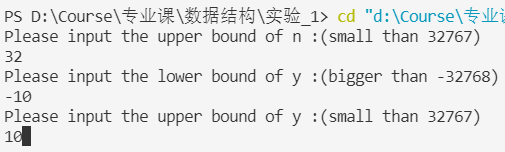 PS D:\Course\专业课\数据结构\实验_1> cd "d:\Course\专业课
Please input the upper bound of n :(small than 32767)
32
Please input the lower bound of y :(bigger than -32768)
-10
Please input the upper bound of y :(small than 32767)
10